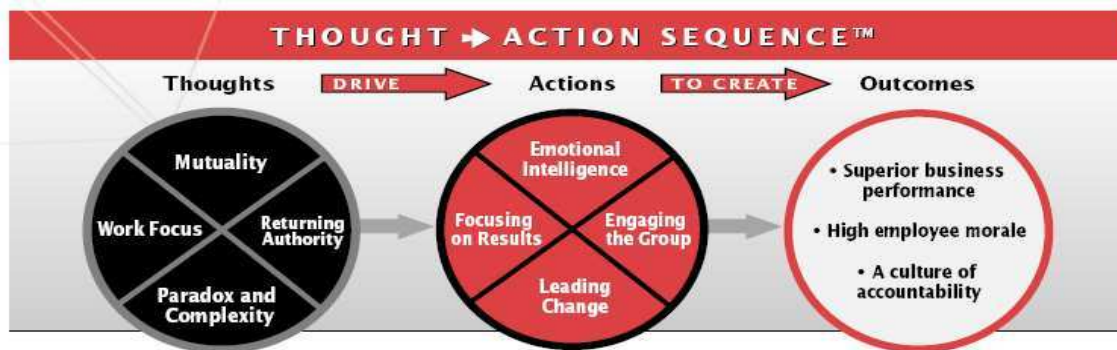 THOUGHT ➔ ACTION SEQUENCE™
Thoughts
DRIVE
Actions
TO CREATE
Outcomes
Mutuality
Work Focus
Returning
Authority
Paradox and
Complexity
Emotional
Intelligence
Focusing
on Results
Engaging
the Group
Leading
Change
• Superior business
performance
• High employee morale
• A culture of
accountability